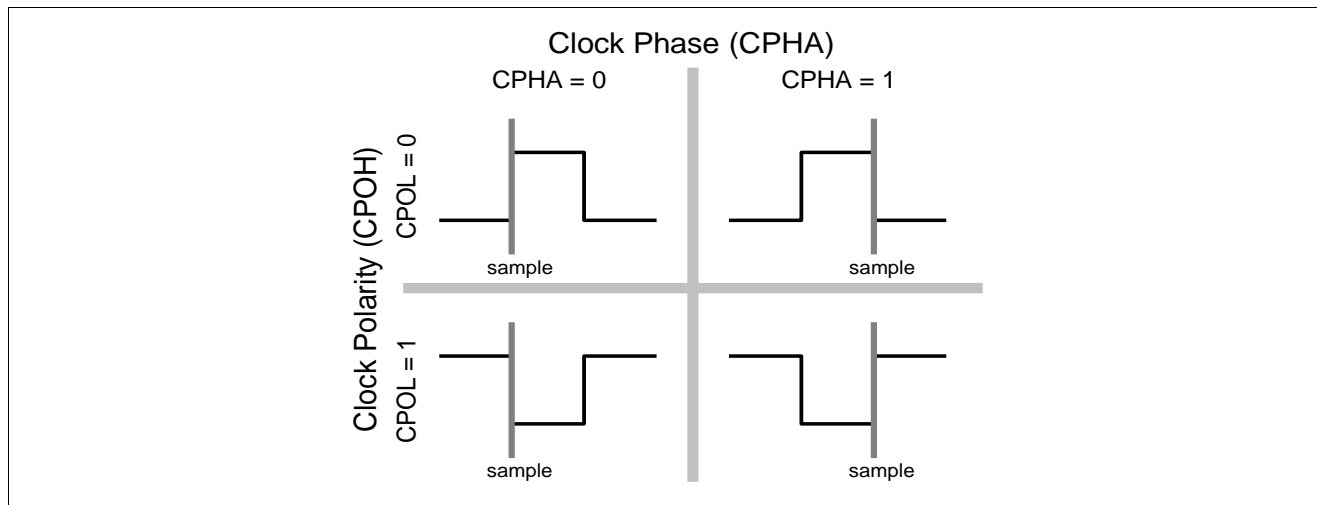 Clock Phase (CPHA)
CPHA = 0
CPHA = 1
Clock Polarity (CPOH)
CPOL = 0
sample
sample
CPOL = 1
sample
sample